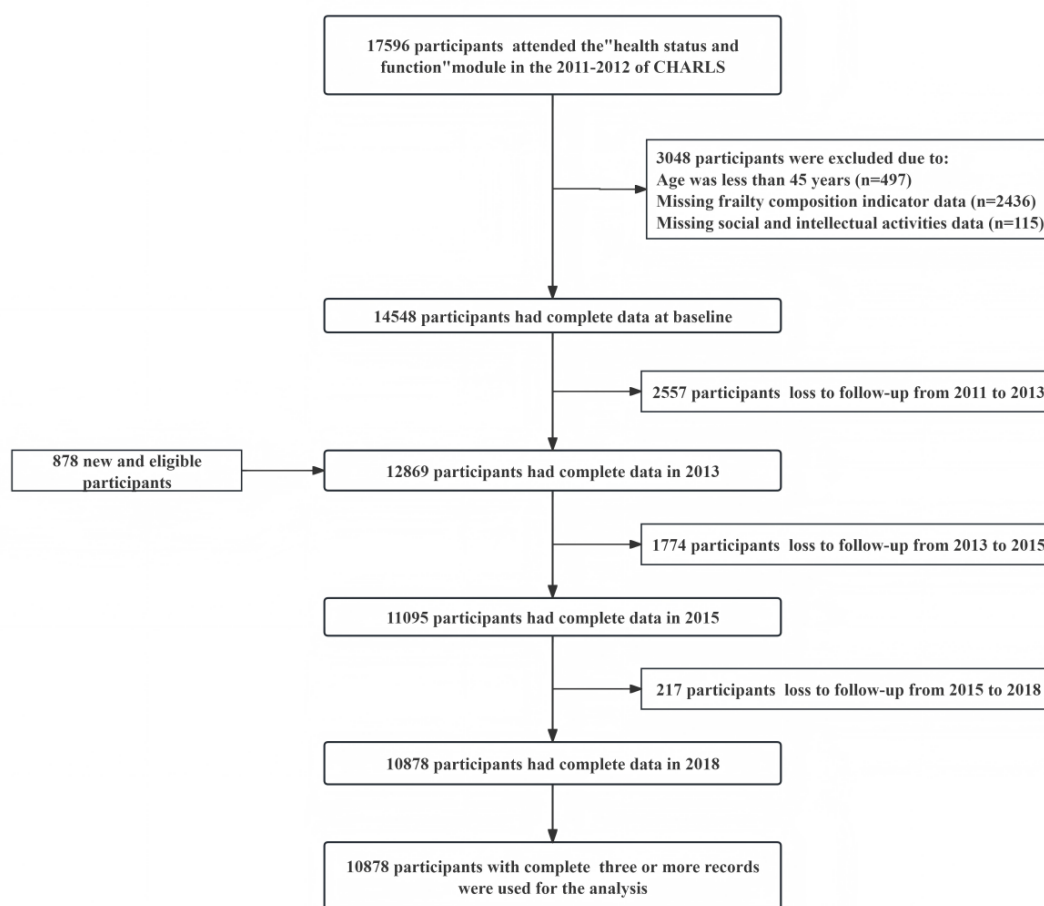 17596 participants  attended the"health status and
function"module in the 2011-2012 of CHARLS
3048 participants were excluded due to:
Age was less than 45 years (n=497)
Missing frailty composition indicator data (n=2436)
Missing social and intellectual activities data (n=115)
14548 participants had complete data at baseline
2557 participants  loss to follow-up from 2011 to 2013
878 new and eligible
participants
12869 participants had complete data in 2013
1774 participants  loss to follow-up from 2013 to 2015
11095 participants had complete data in 2015
217 participants  loss to follow-up from 2015 to 2018
10878 participants had complete data in 2018
10878 participants with complete  three or more records
were used for the analysis